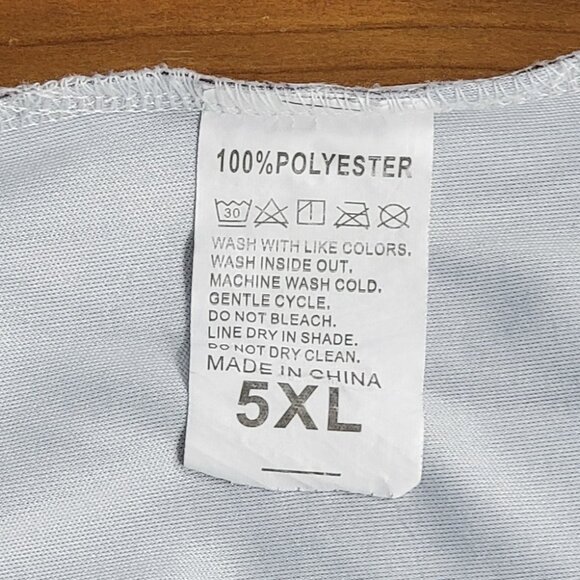 100%POLYESTER
30
WASH WITH LIKE COLORS.
WASH INSIDE OUT.
MACHINE WASH COLD.
GENTLE CYCLE.
DO NOT BLEACH.
LINE DRY IN SHADE.
DO NOT DRY CLEAN.
MADE IN CHINA
5XL